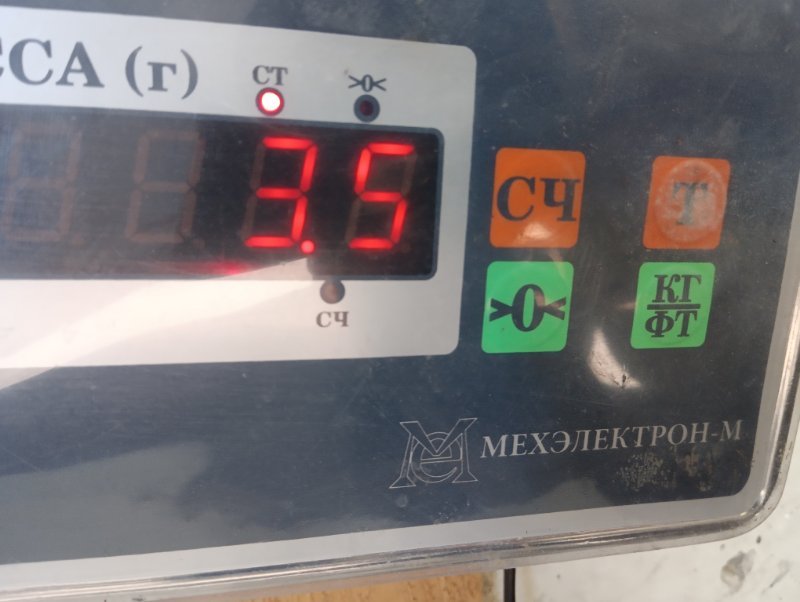 ССА (г)
СТ
>0<
3.5
СЧ
СЧ
Т
>0<
КГ
ФТ
МЕХЭЛЕКТРОН-М